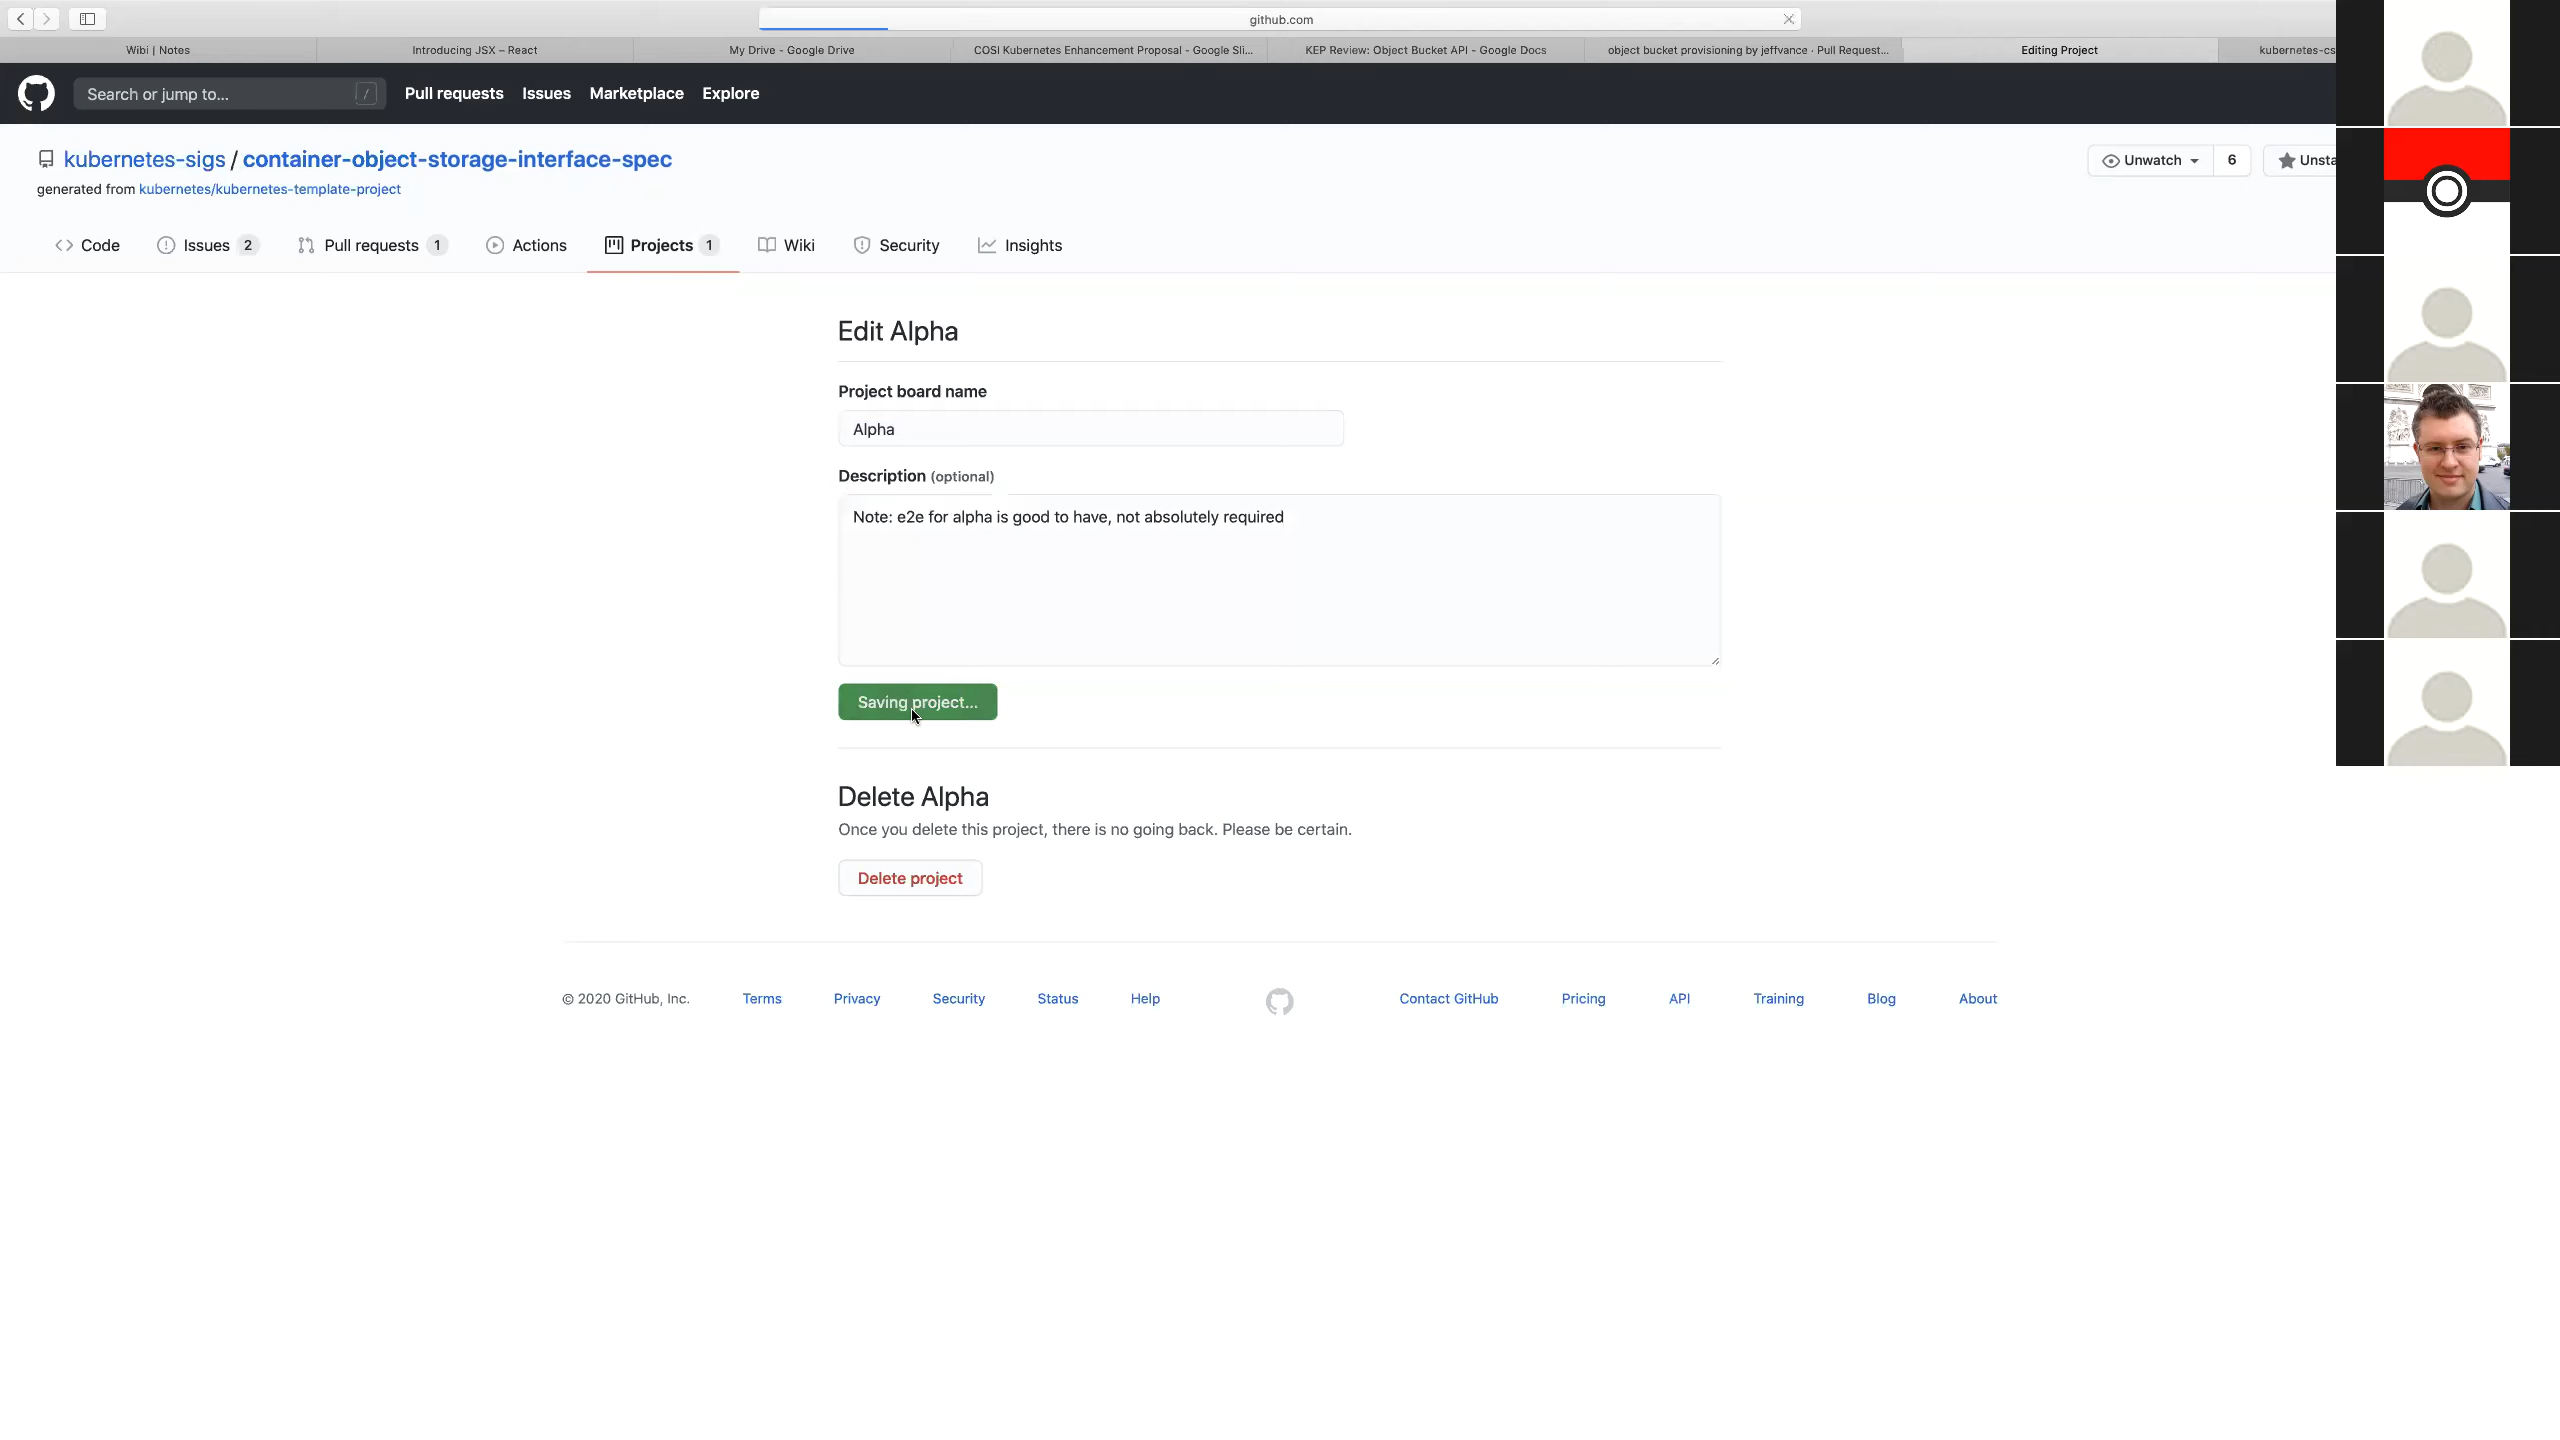 github.com
Wibi | Notes
Introducing JSX – React
My Drive - Google Drive
COSI Kubernetes Enhancement Proposal - Google Sli...
KEP Review: Object Bucket API - Google Docs
object bucket provisioning by jeffvance · Pull Request...
Editing Project
kubernetes-cs
Search or jump to...
/
Pull requests
Issues
Marketplace
Explore
kubernetes-sigs / container-object-storage-interface-spec
generated from kubernetes/kubernetes-template-project
Unwatch
6
Unsta
Code
Issues 2
Pull requests 1
Actions
Projects 1
Wiki
Security
Insights
Edit Alpha
Project board name
Alpha
Description (optional)
Note: e2e for alpha is good to have, not absolutely required
Saving project...
Delete Alpha
Once you delete this project, there is no going back. Please be certain.
Delete project
© 2020 GitHub, Inc.
Terms
Privacy
Security
Status
Help
Contact GitHub
Pricing
API
Training
Blog
About